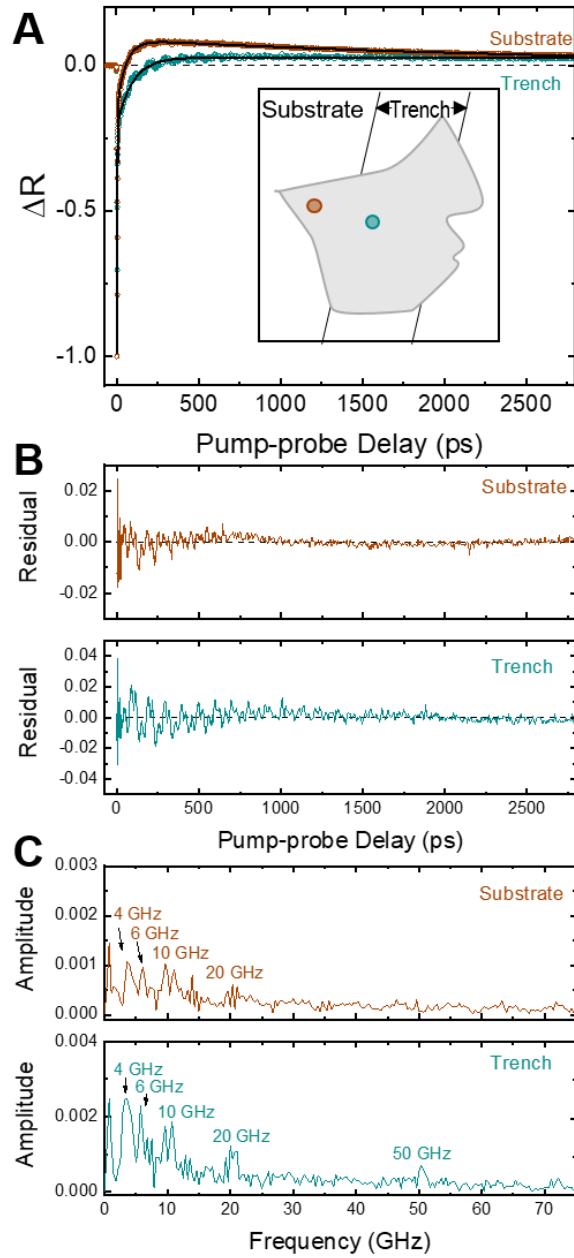 A
Substrate
0.0
Trench
Substrate Trench
ΔR
-0.5
-1.0
0 500 1000 1500 2000 2500
Pump-probe Delay (ps)
B
Substrate
0.02
Residual
0.00
-0.02
0.04
Trench
0.02
Residual
0.00
-0.02
-0.04
0 500 1000 1500 2000 2500
Pump-probe Delay (ps)
C
0.003
Substrate
Amplitude
0.002
4 GHz
6 GHz
10 GHz
0.001
20 GHz
0.000
0.004
Trench
Amplitude
4 GHz
6 GHz
0.002
10 GHz
20 GHz
50 GHz
0.000
0 10 20 30 40 50 60 70
Frequency (GHz)